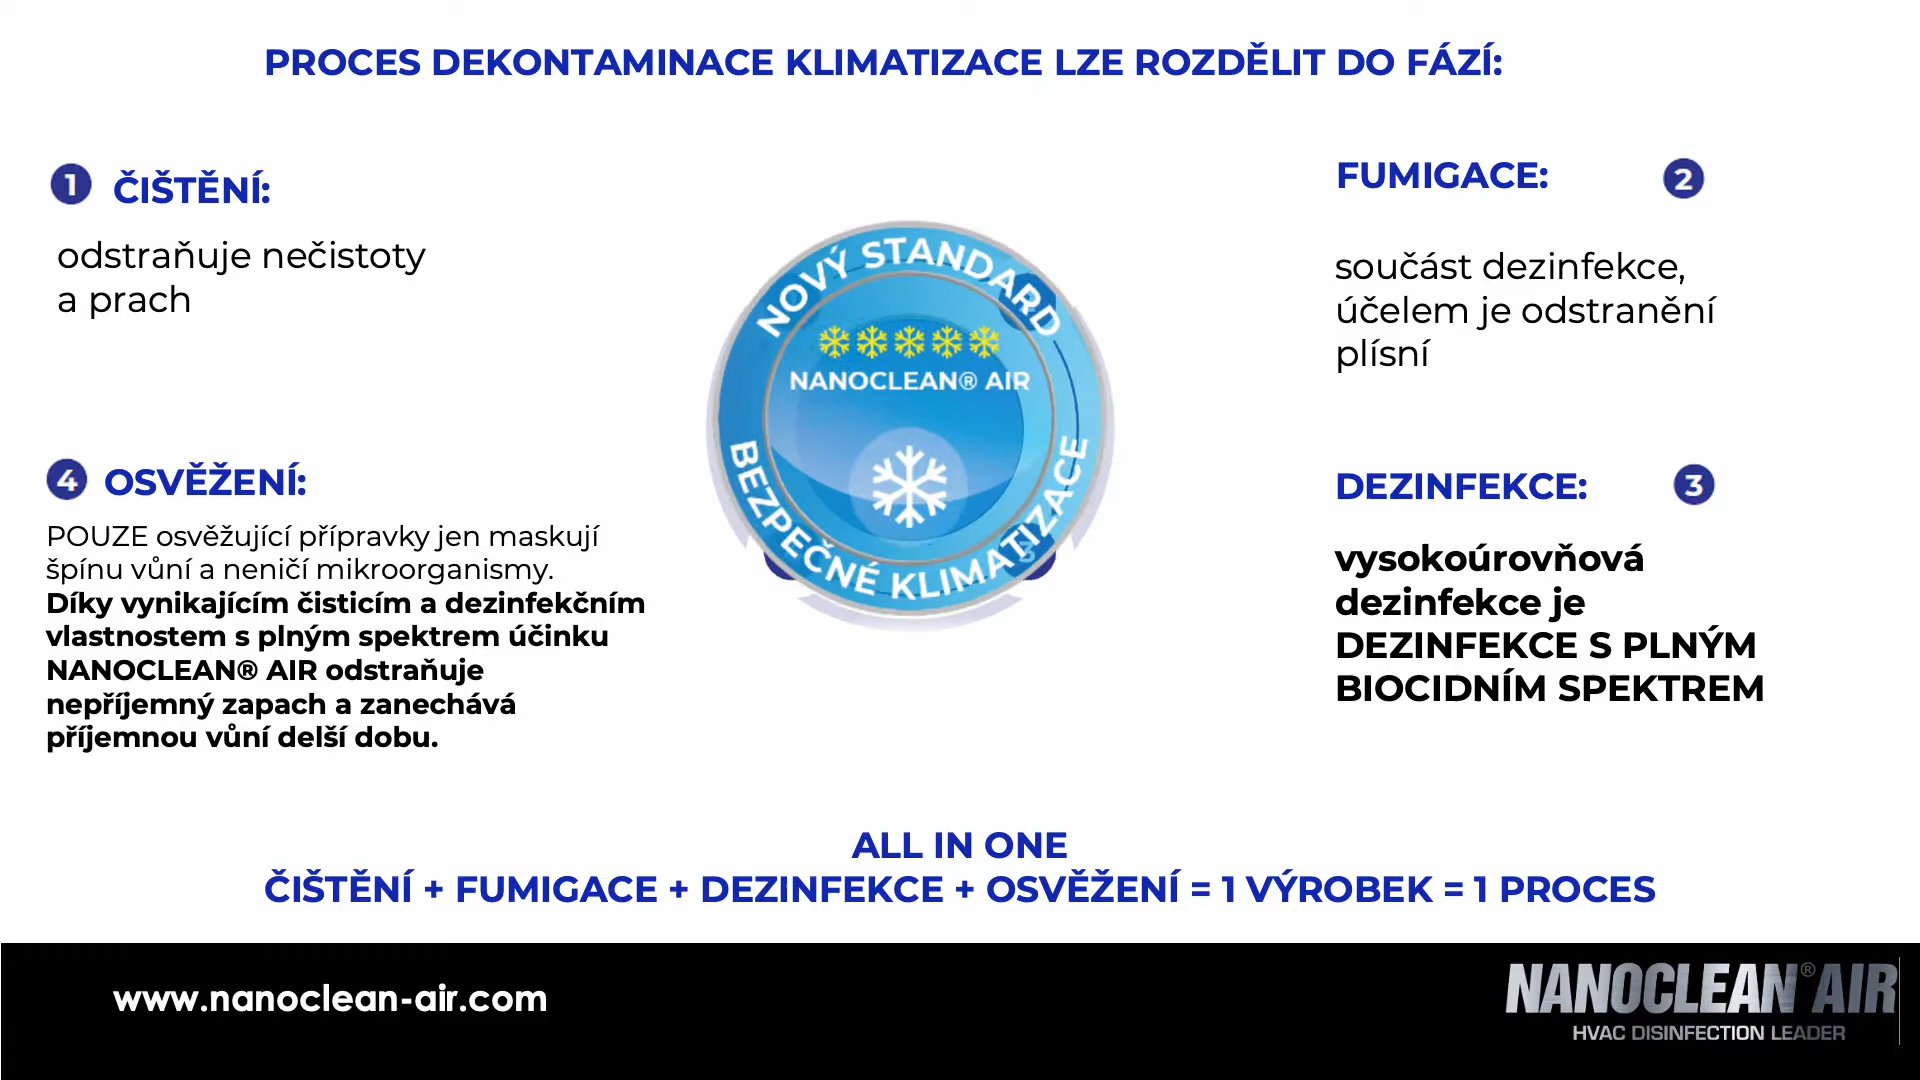 PROCES DEKONTAMINACE KLIMATIZACE LZE ROZDĚLIT DO FÁZÍ:
1 ČIŠTĚNÍ:
odstraňuje nečistoty
a prach
FUMIGACE: 2
součást dezinfekce,
účelem je odstranění
plísní
NOVÝ STANDARD
NANOCLEAN® AIR
BEZPEČNÉ KLIMATIZACE
4 OSVĚŽENÍ:
POUZE osvěžující přípravky jen maskují
špínu vůní a neničí mikroorganismy.
Díky vynikajícím čisticím a dezinfekčním
vlastnostem s plným spektrem účinku
NANOCLEAN® AIR odstraňuje
nepříjemný zapach a zanechává
příjemnou vůní delší dobu.
DEZINFEKCE: 3
vysokoúrovňová
dezinfekce je
DEZINFEKCE S PLNÝM
BIOCIDNÍM SPEKTREM
ALL IN ONE
ČIŠTĚNÍ + FUMIGACE + DEZINFEKCE + OSVĚŽENÍ = 1 VÝROBEK = 1 PROCES
www.nanoclean-air.com
NANOCLEAN® AIR
HVAC DISINFECTION LEADER